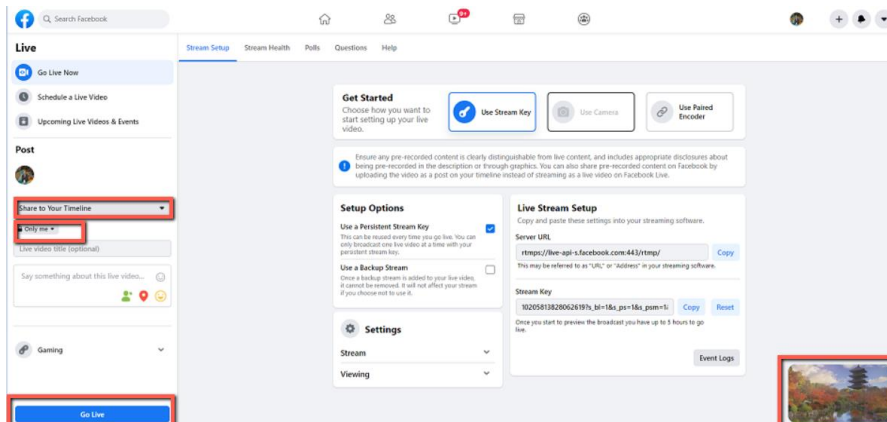 Search Facebook
9+
Live
Go Live Now
Schedule a Live Video
Upcoming Live Videos & Events
Post
Share to Your Timeline
Only me
Live video title (optional)
Say something about this live video...
Gaming
Go Live
Stream Setup Stream Health Polls Questions Help
Get Started
Choose how you want to
start setting up your live
video.
Use Stream Key
Use Camera
Use Paired
Encoder
Ensure any pre-recorded content is clearly distinguishable from live content, and includes appropriate disclosures about
being pre-recorded in the description or through graphics. You can also share pre-recorded content on Facebook by
uploading the video as a post on your timeline instead of streaming as a live video on Facebook Live.
Setup Options
Use a Persistent Stream Key
This can be reused every time you go live. You can
only broadcast one live video at a time with your
persistent stream key.
Use a Backup Stream
Once a backup stream is added to your live video,
it cannot be removed. It will not affect your stream
if you choose not to use it.
Settings
Stream
Viewing
Live Stream Setup
Copy and paste these settings into your streaming software.
Server URL
rtmps://live-api-s.facebook.com:443/rtmp/ Copy
This may be referred to as "URL" or "Address" in your streaming software.
Stream Key
10205813828062619?s_bl=1&s_ps=1&s_psm=1& Copy Reset
Once you start to preview the broadcast you have up to 5 hours to go
live.
Event Logs